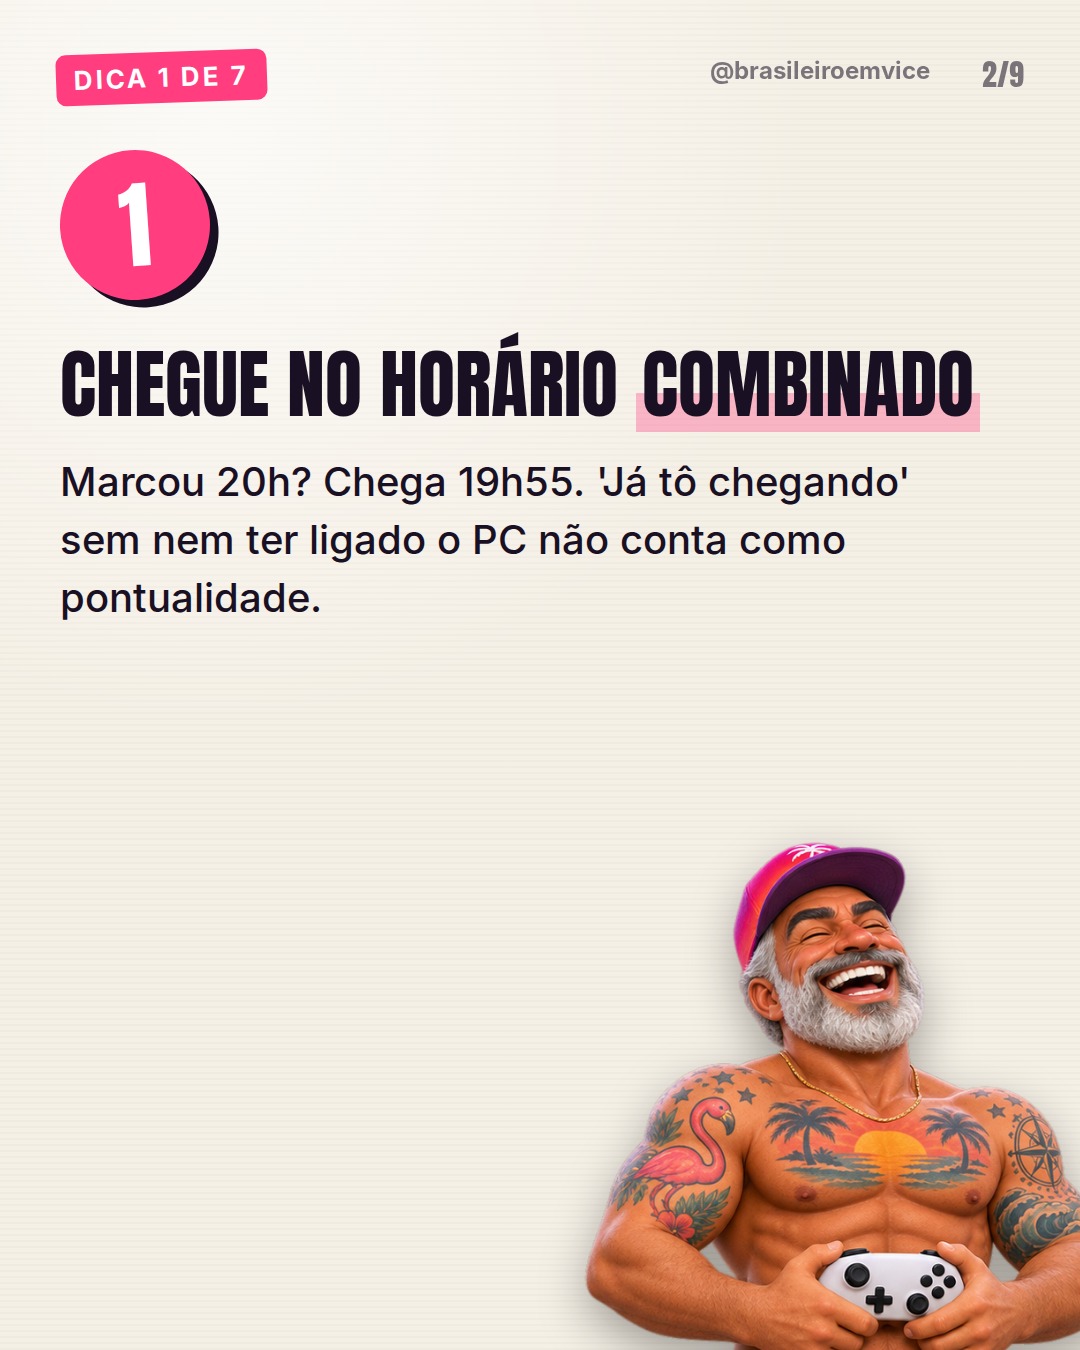 DICA 1 DE 7
@brasileiroemvice
2/9
1
CHEGUE NO HORÁRIO COMBINADO
Marcou 20h? Chega 19h55. 'Já tô chegando'
sem nem ter ligado o PC não conta como
pontualidade.